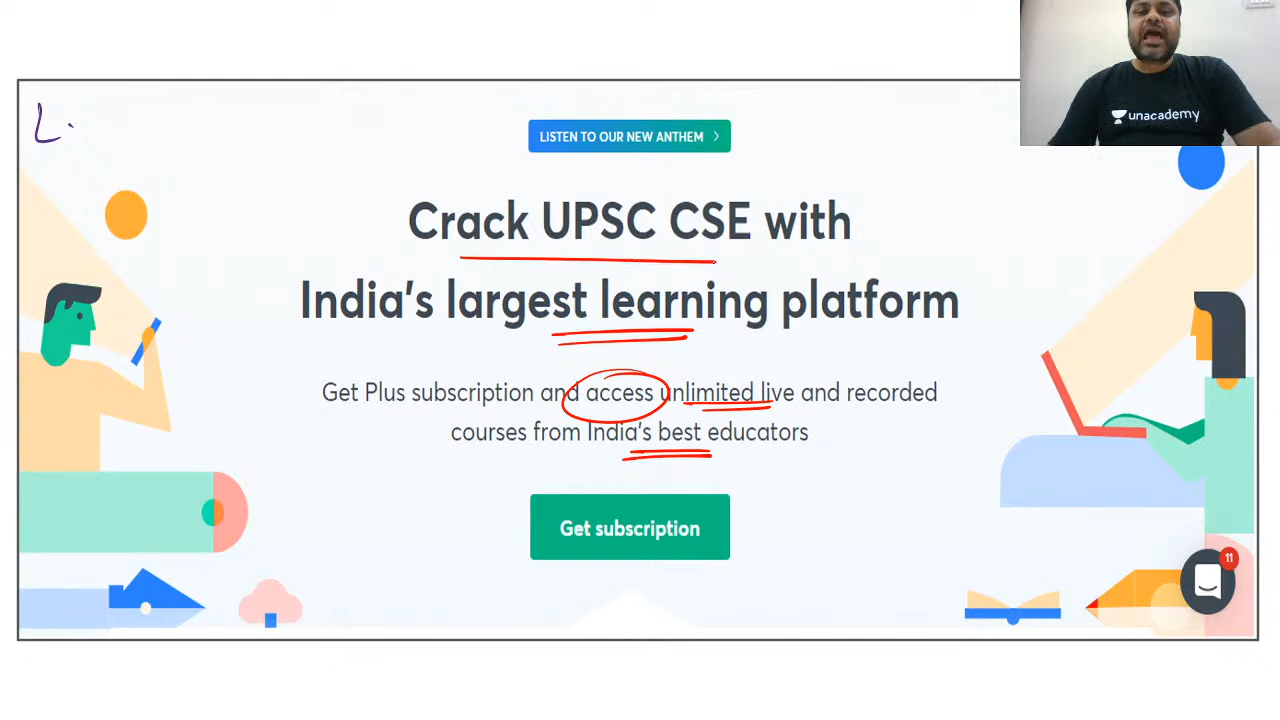 unacademy
L.
LISTEN TO OUR NEW ANTHEM
Crack UPSC CSE with
India's largest learning platform
Get Plus subscription and access unlimited live and recorded
courses from India's best educators
Get subscription
11